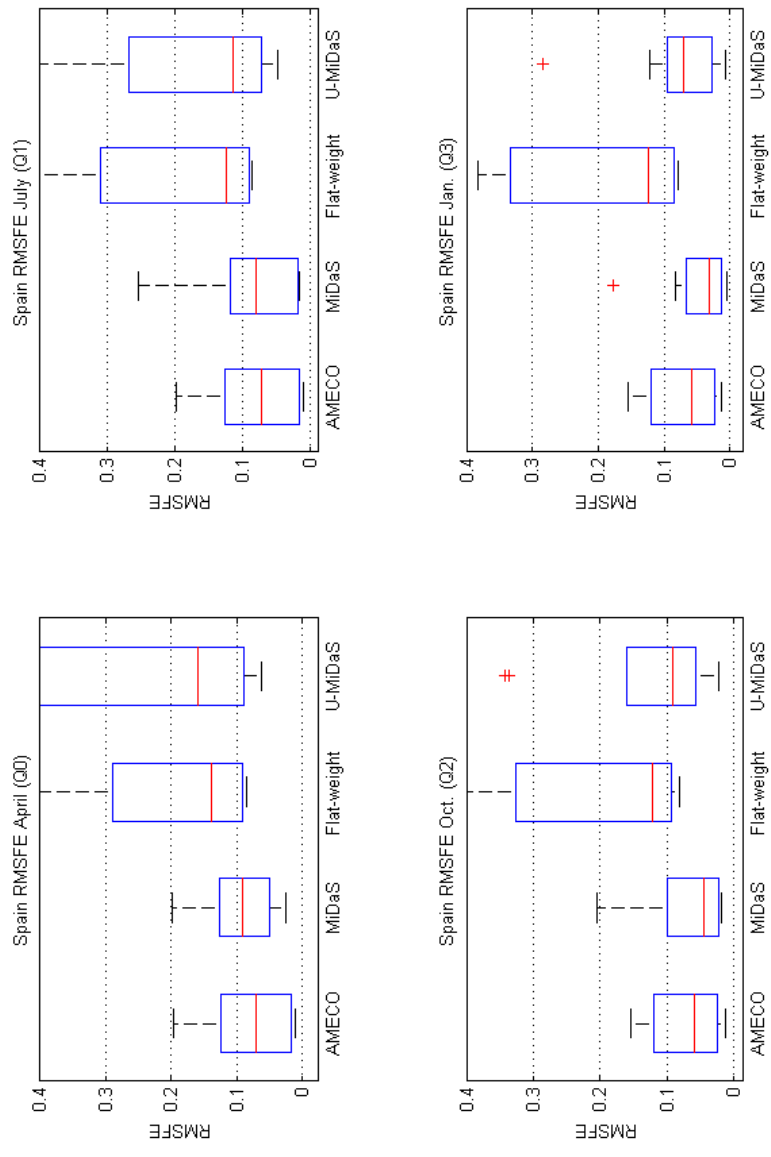 Spain RMSFE July (Q1)
0.4
0.3
0.2
0.1
0
RMSFE
AMECO MiDaS Flat-weight U-MiDaS
Spain RMSFE Jan. (Q3)
0.4
0.3
0.2
0.1
0
RMSFE
AMECO MiDaS Flat-weight U-MiDaS
Spain RMSFE April (Q0)
0.4
0.3
0.2
0.1
0
RMSFE
AMECO MiDaS Flat-weight U-MiDaS
Spain RMSFE Oct. (Q2)
0.4
0.3
0.2
0.1
0
RMSFE
AMECO MiDaS Flat-weight U-MiDaS